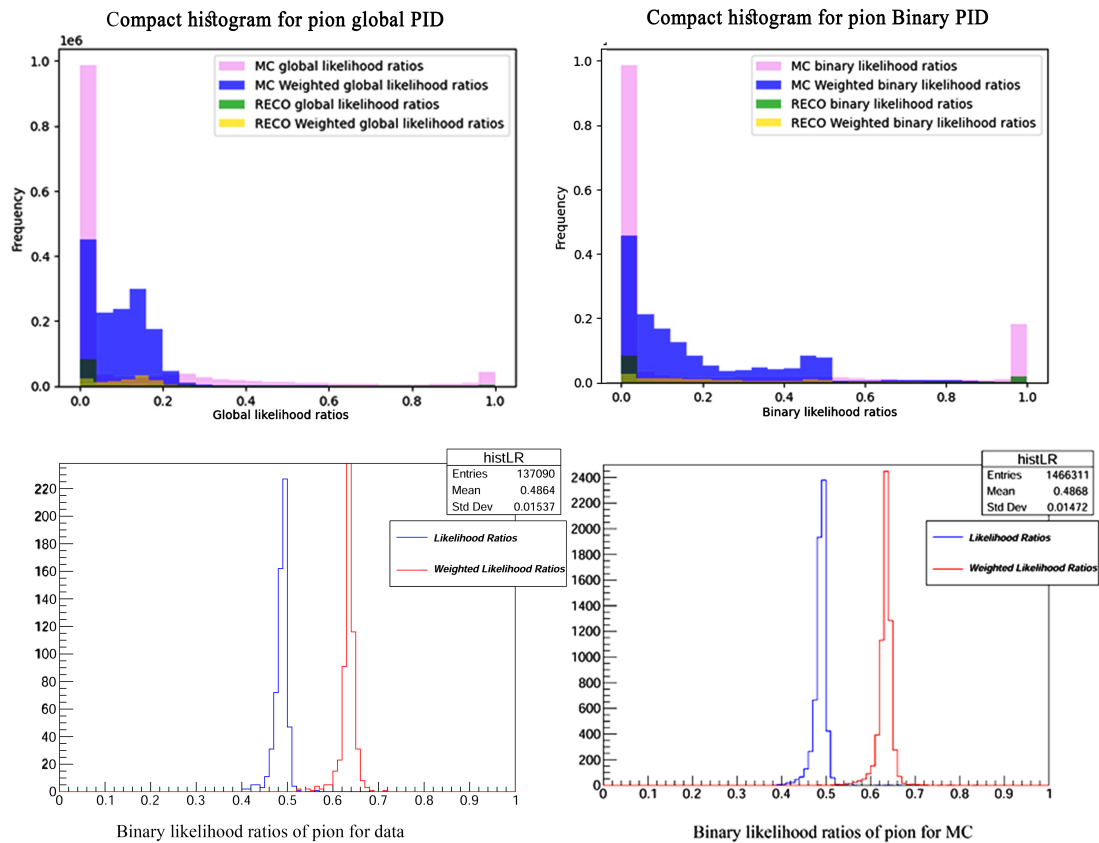 Compact histogram for pion global PID
1e6
1.0
0.8
0.6
0.4
0.2
0.0
Frequency
MC global likelihood ratios
MC Weighted global likelihood ratios
RECO global likelihood ratios
RECO Weighted global likelihood ratios
0.0 0.2 0.4 0.6 0.8 1.0
Global likelihood ratios
Compact histogram for pion Binary PID
1.0
0.8
0.6
0.4
0.2
0.0
Frequency
MC binary likelihood ratios
MC Weighted binary likelihood ratios
RECO binary likelihood ratios
RECO Weighted binary likelihood ratios
0.0 0.2 0.4 0.6 0.8 1.0
Binary likelihood ratios
histLR
Entries 137090
Mean 0.4864
Std Dev 0.01537
Likelihood Ratios
Weighted Likelihood Ratios
220
200
180
160
140
120
100
80
60
40
20
0
0 0.1 0.2 0.3 0.4 0.5 0.6 0.7 0.8 0.9 1
Binary likelihood ratios of pion for data
histLR
Entries 1466311
Mean 0.4868
Std Dev 0.01472
Likelihood Ratios
Weighted Likelihood Ratios
2400
2200
2000
1800
1600
1400
1200
1000
800
600
400
200
0
0 0.1 0.2 0.3 0.4 0.5 0.6 0.7 0.8 0.9 1
Binary likelihood ratios of pion for MC